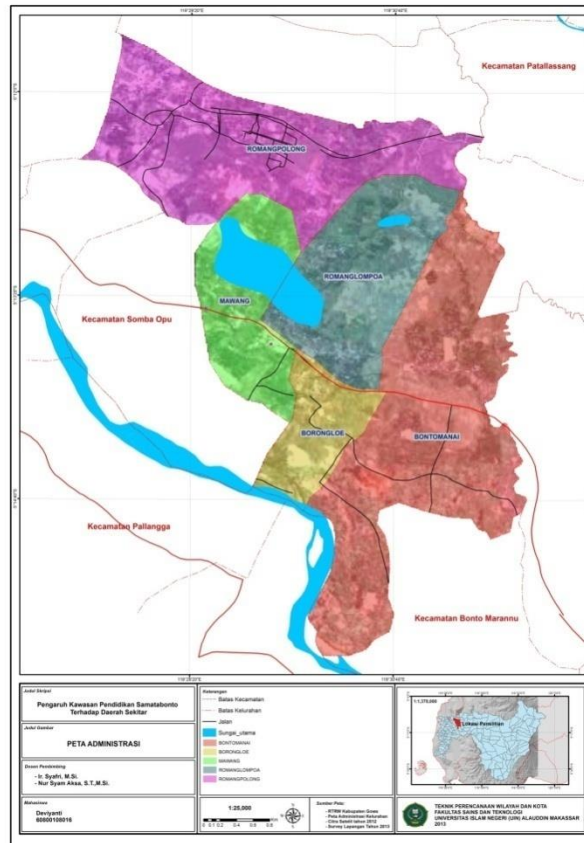 Kecamatan Patallassang
ROMANGPOLONG
ROMANGLOMPOA
MAWANG
Kecamatan Somba Opu
BORONGLOE
BONTOMANAI
Kecamatan Pallangga
Kecamatan Bonto Marannu
Judul Skripsi
Pengaruh Kawasan Pendidikan Samatabonto
Terhadap Daerah Sekitar
Judul Gambar
PETA ADMINISTRASI
Dosen Pembimbing
- Ir. Syafri, M.Si.
- Nur Syam Aksa, S.T.,M.Si.
Mahasiswa
Deviyanti
60800108016
Keterangan
Batas Kecamatan
Batas Kelurahan
Jalan
Sungai_utama
BONTOMANAI
BORONGLOE
MAWANG
ROMANGLOMPOA
ROMANGPOLONG
1:25,000
Sumber Peta:
- RTRW Kabupaten Gowa
- Peta Administrasi Kelurahan
- Citra Satelit tahun 2012
- Survey Lapangan Tahun 2013
1:1,370,000
Lokasi Penelitian
TEKNIK PERENCANAAN WILAYAH DAN KOTA
FAKULTAS SAINS DAN TEKNOLOGI
UNIVERSITAS ISLAM NEGERI (UIN) ALAUDDIN MAKASSAR
2013